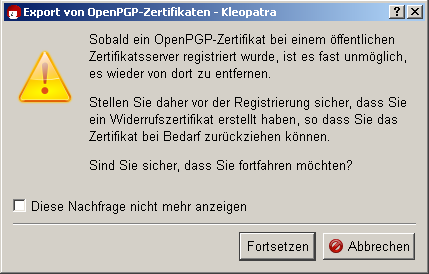 Export von OpenPGP-Zertifikaten - Kleopatra
Sobald ein OpenPGP-Zertifikat bei einem öffentlichen
Zertifikatsserver registriert wurde, ist es fast unmöglich,
es wieder von dort zu entfernen.
Stellen Sie daher vor der Registrierung sicher, dass Sie
ein Widerrufszertifikat erstellt haben, so dass Sie das
Zertifikat bei Bedarf zurückziehen können.
Sind Sie sicher, dass Sie fortfahren möchten?
Diese Nachfrage nicht mehr anzeigen
Fortsetzen Abbrechen